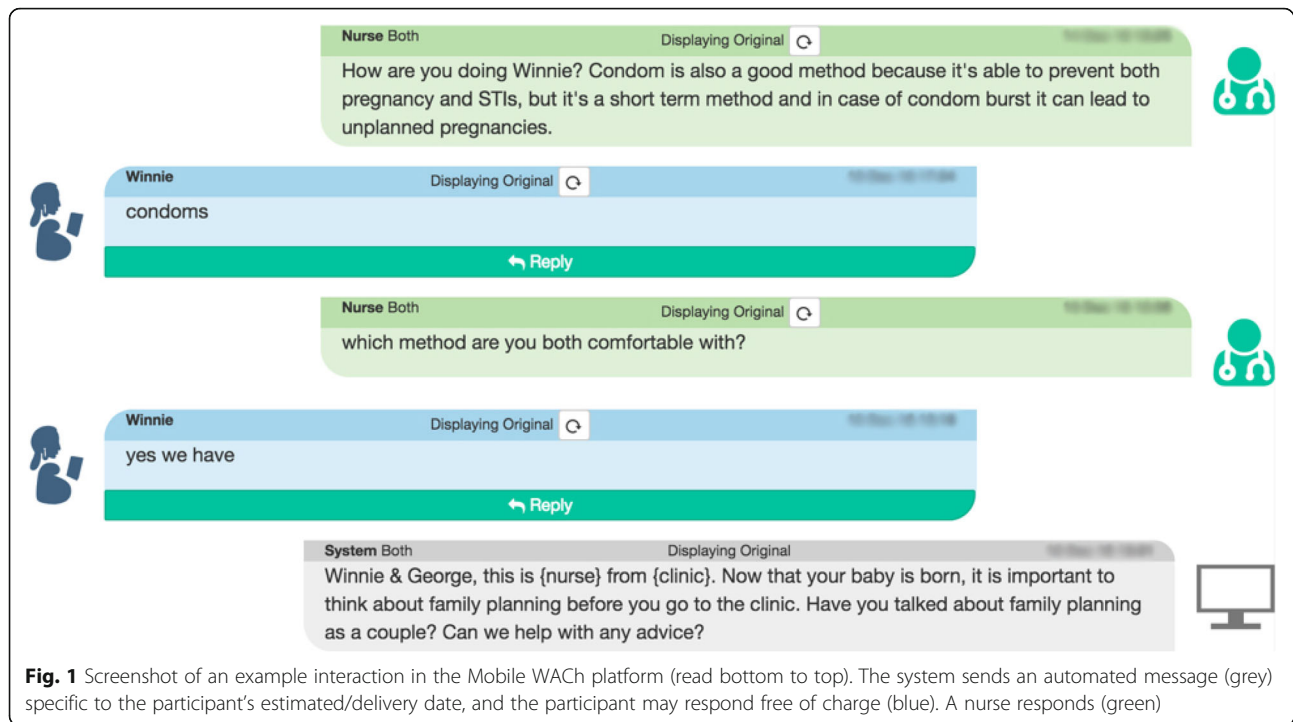 Nurse Both Displaying Original
How are you doing Winnie? Condom is also a good method because it's able to prevent both
pregnancy and STIs, but it's a short term method and in case of condom burst it can lead to
unplanned pregnancies.
Winnie Displaying Original
condoms
Reply
Nurse Both Displaying Original
which method are you both comfortable with?
Winnie Displaying Original
yes we have
Reply
System Both Displaying Original
Winnie & George, this is {nurse} from {clinic}. Now that your baby is born, it is important to
think about family planning before you go to the clinic. Have you talked about family planning
as a couple? Can we help with any advice?
Fig. 1 Screenshot of an example interaction in the Mobile WACh platform (read bottom to top). The system sends an automated message (grey)
specific to the participant's estimated/delivery date, and the participant may respond free of charge (blue). A nurse responds (green)